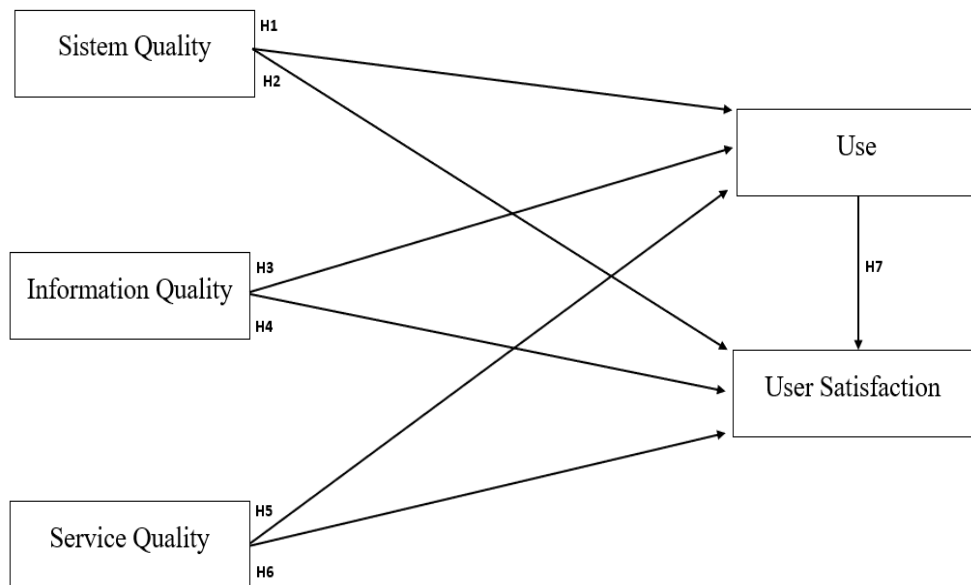 Sistem Quality
H1
H2
Use
Information Quality
H3
H4
H7
User Satisfaction
Service Quality
H5
H6